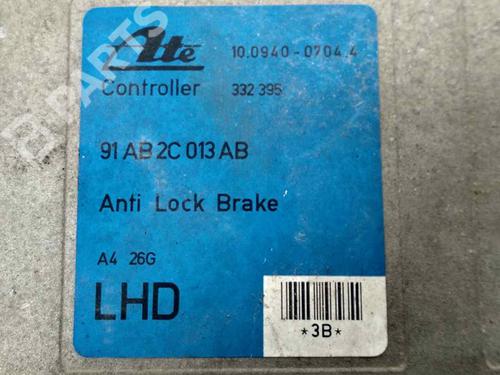 B PARTS
Ate 10.0940-0704.4
Controller 332 395
91 AB 2C 013 AB
Anti Lock Brake
A4 26G
LHD
*3B*